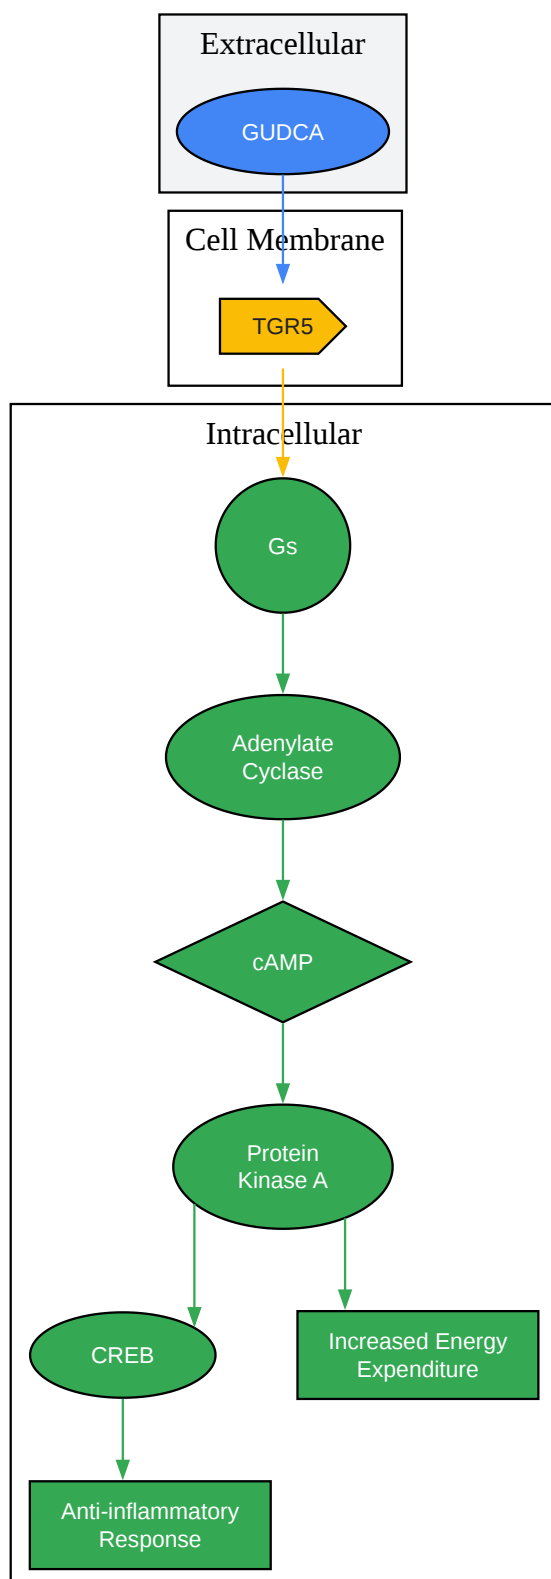 Extracellular
GUDCA
Cell Membrane
TGR5
Intracellular
Gs
Adenylate
Cyclase
cAMP
Protein
Kinase A
CREB
Increased Energy
Expenditure
Anti-inflammatory
Response